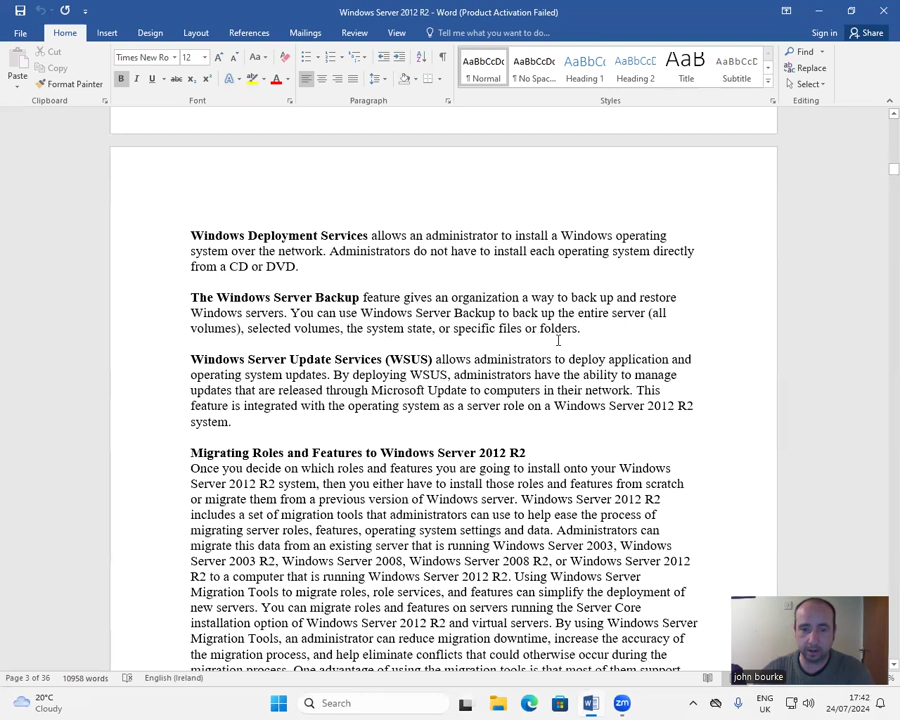 Windows Server 2012 R2 - Word (Product Activation Failed)
File Home Insert Design Layout References Mailings Review View Tell me what you want to do... Sign in Share
Paste
Cut
Copy
Format Painter
Clipboard
Times New Ro 12
Font
Paragraph
AaBbCcDc AaBbCcDc AaBbCc AaBbCcD AaB AaBbCcD
¶ Normal ¶ No Spac... Heading 1 Heading 2 Title Subtitle
Styles
Find
Replace
Select
Editing
Windows Deployment Services allows an administrator to install a Windows operating
system over the network. Administrators do not have to install each operating system directly
from a CD or DVD.
The Windows Server Backup feature gives an organization a way to back up and restore
Windows servers. You can use Windows Server Backup to back up the entire server (all
volumes), selected volumes, the system state, or specific files or folders.
Windows Server Update Services (WSUS) allows administrators to deploy application and
operating system updates. By deploying WSUS, administrators have the ability to manage
updates that are released through Microsoft Update to computers in their network. This
feature is integrated with the operating system as a server role on a Windows Server 2012 R2
system.
Migrating Roles and Features to Windows Server 2012 R2
Once you decide on which roles and features you are going to install onto your Windows
Server 2012 R2 system, then you either have to install those roles and features from scratch
or migrate them from a previous version of Windows server. Windows Server 2012 R2
includes a set of migration tools that administrators can use to help ease the process of
migrating server roles, features, operating system settings and data. Administrators can
migrate this data from an existing server that is running Windows Server 2003, Windows
Server 2003 R2, Windows Server 2008, Windows Server 2008 R2, or Windows Server 2012
R2 to a computer that is running Windows Server 2012 R2. Using Windows Server
Migration Tools to migrate roles, role services, and features can simplify the deployment of
new servers. You can migrate roles and features on servers running the Server Core
installation option of Windows Server 2012 R2 and virtual servers. By using Windows Server
Migration Tools, an administrator can reduce migration downtime, increase the accuracy of
the migration process, and help eliminate conflicts that could otherwise occur during the
migration process. One advantage of using the migration tools is that most of them support
john bourke
Page 3 of 36 10958 words English (Ireland) %
20°C
Cloudy
Search
ENG
UK
17:42
24/07/2024